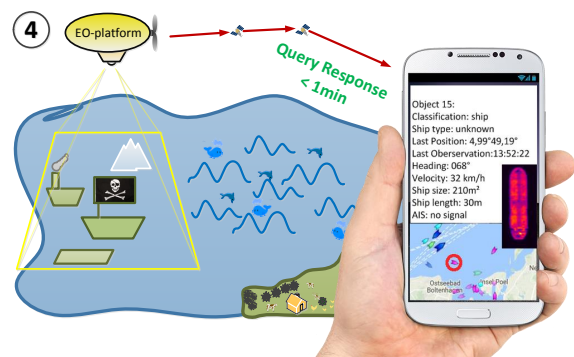 4
EO-platform
Query Response
< 1min
Object 15:
Classification: ship
Ship type: unknown
Last Position: 4,99°49,19°
Last Oberservation:13:52:22
Heading: 068°
Velocity: 32 km/h
Ship size: 210m²
Ship length: 30m
AIS: no signal
Ostseebad
Boltenhagen
Insel Poel
Ne